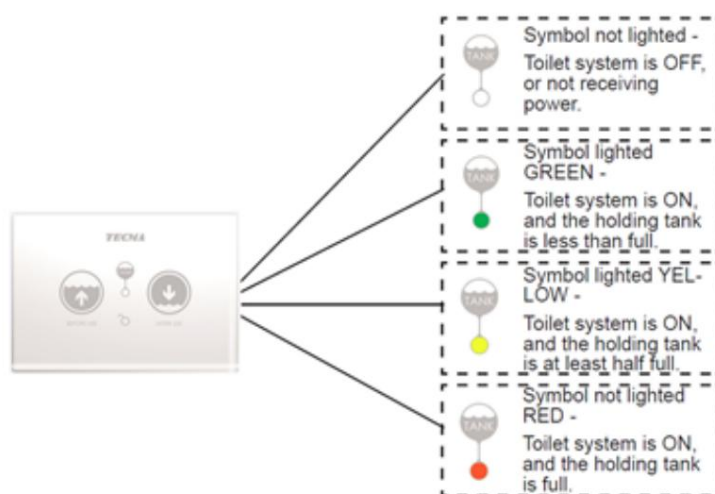 TECMA
TANK
Symbol not lighted -
Toilet system is OFF,
or not receiving
power.
TANK
Symbol lighted
GREEN -
Toilet system is ON,
and the holding tank
is less than full.
TANK
Symbol lighted YEL-
LOW -
Toilet system is ON,
and the holding tank
is at least half full.
TANK
Symbol not lighted
RED -
Toilet system is ON,
and the holding tank
is full.